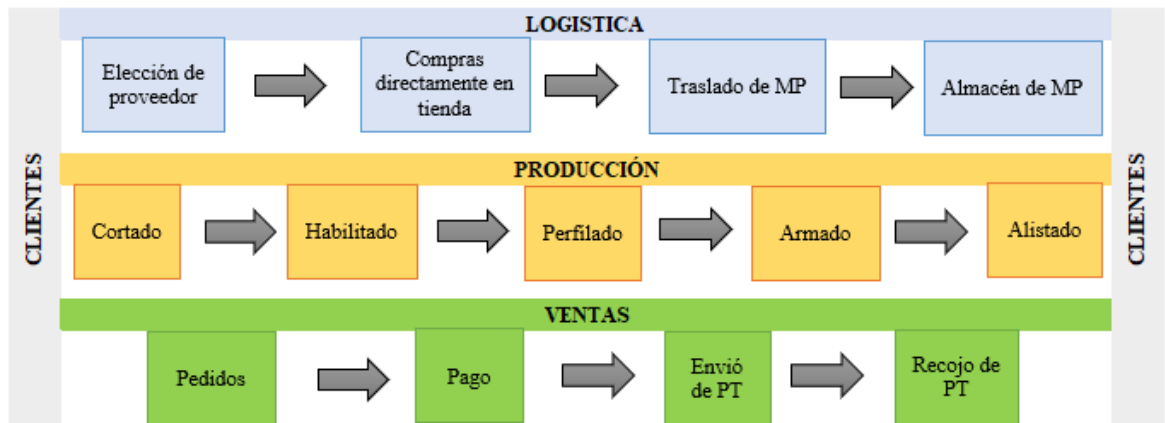 CLIENTES
LOGISTICA
Elección de
proveedor
Compras
directamente en
tienda
Traslado de MP
Almacén de MP
PRODUCCIÓN
Cortado
Habilitado
Perfilado
Armado
Alistado
VENTAS
Pedidos
Pago
Envió
de PT
Recojo de
PT
CLIENTES